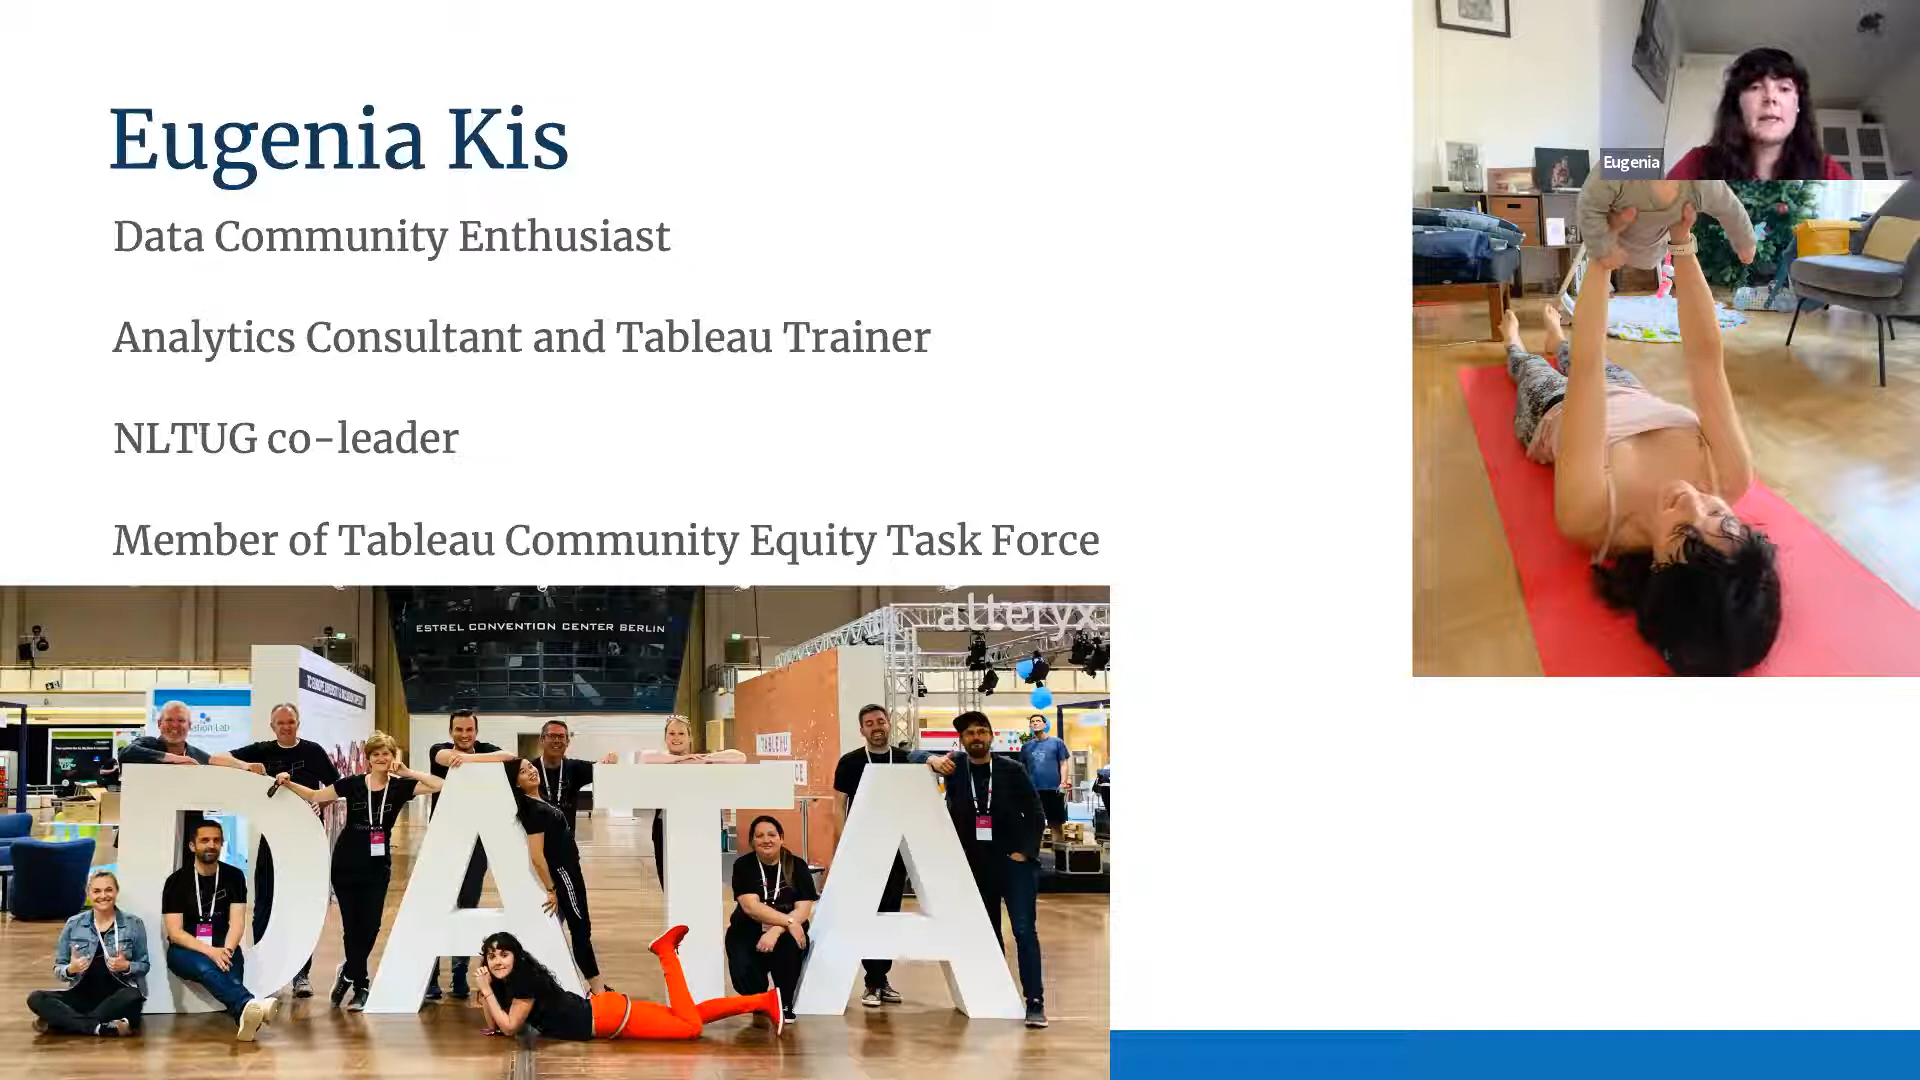 Eugenia Kis
Data Community Enthusiast
Analytics Consultant and Tableau Trainer
NLTUG co-leader
Member of Tableau Community Equity Task Force
Eugenia
ESTREL CONVENTION CENTER BERLIN
alteryx
TABLEAU
DATA